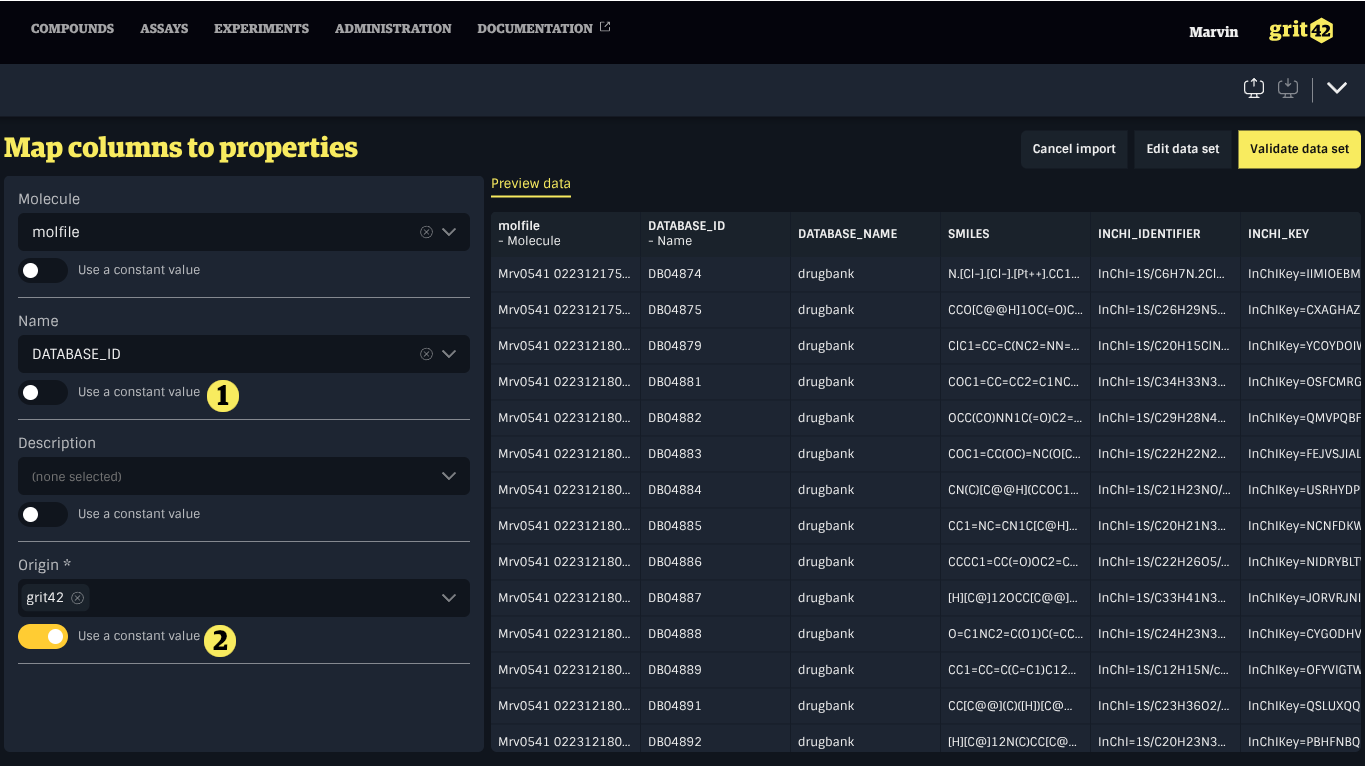 COMPOUNDS ASSAYS EXPERIMENTS ADMINISTRATION DOCUMENTATION Marvin grit42
Map columns to properties
Cancel import Edit data set Validate data set
Molecule
molfile
Use a constant value
Name
DATABASE_ID
Use a constant value 1
Description
(none selected)
Use a constant value
Origin *
grit42
Use a constant value 2
Preview data
molfile - Molecule DATABASE_ID - Name DATABASE_NAME SMILES INCHI_IDENTIFIER INCHI_KEY
Mrv0541 022312175... DB04874 drugbank N.[Cl-].[Cl-].[Pt++].CC1... InChI=1S/C6H7N.2Cl... InChIKey=IIMIOEBM
Mrv0541 022312175... DB04875 drugbank CCO[C@@H]1OC(=O)C... InChI=1S/C26H29N5... InChIKey=CXAGHAZ
Mrv0541 022312180... DB04879 drugbank ClC1=CC=C(NC2=NN=... InChI=1S/C20H15ClN... InChIKey=YCOYDOIW
Mrv0541 022312180... DB04881 drugbank COC1=CC=CC2=C1NC... InChI=1S/C34H33N3... InChIKey=OSFCMRG
Mrv0541 022312180... DB04882 drugbank OCC(CO)NN1C(=O)C2=... InChI=1S/C29H28N4... InChIKey=QMVPQBF
Mrv0541 022312180... DB04883 drugbank COC1=CC(OC)=NC(O[C... InChI=1S/C22H22N2... InChIKey=FEJVSJIAL
Mrv0541 022312180... DB04884 drugbank CN(C)[C@@H](CCOC1... InChI=1S/C21H23NO/... InChIKey=USRHYDP
Mrv0541 022312180... DB04885 drugbank CC1=NC=CN1C[C@H]... InChI=1S/C20H21N3... InChIKey=NCNFDKW
Mrv0541 022312180... DB04886 drugbank CCCC1=CC(=O)OC2=C... InChI=1S/C22H26O5/... InChIKey=NIDRYBLT
Mrv0541 022312180... DB04887 drugbank [H][C@]12OCC[C@@]... InChI=1S/C33H41N3... InChIKey=JORVRJNI
Mrv0541 022312180... DB04888 drugbank O=C1NC2=C(O1)C(=CC... InChI=1S/C24H23N3... InChIKey=CYGODHV
Mrv0541 022312180... DB04889 drugbank CC1=CC=C(C=C1)C12... InChI=1S/C12H15N/c... InChIKey=OFYVIGTW
Mrv0541 022312180... DB04891 drugbank CC[C@@](C)([H])[C@... InChI=1S/C23H36O2/... InChIKey=QSLUXQQ
Mrv0541 022312180... DB04892 drugbank [H][C@]12N(C)CC[C@... InChI=1S/C20H23N3... InChIKey=PBHFNBQ